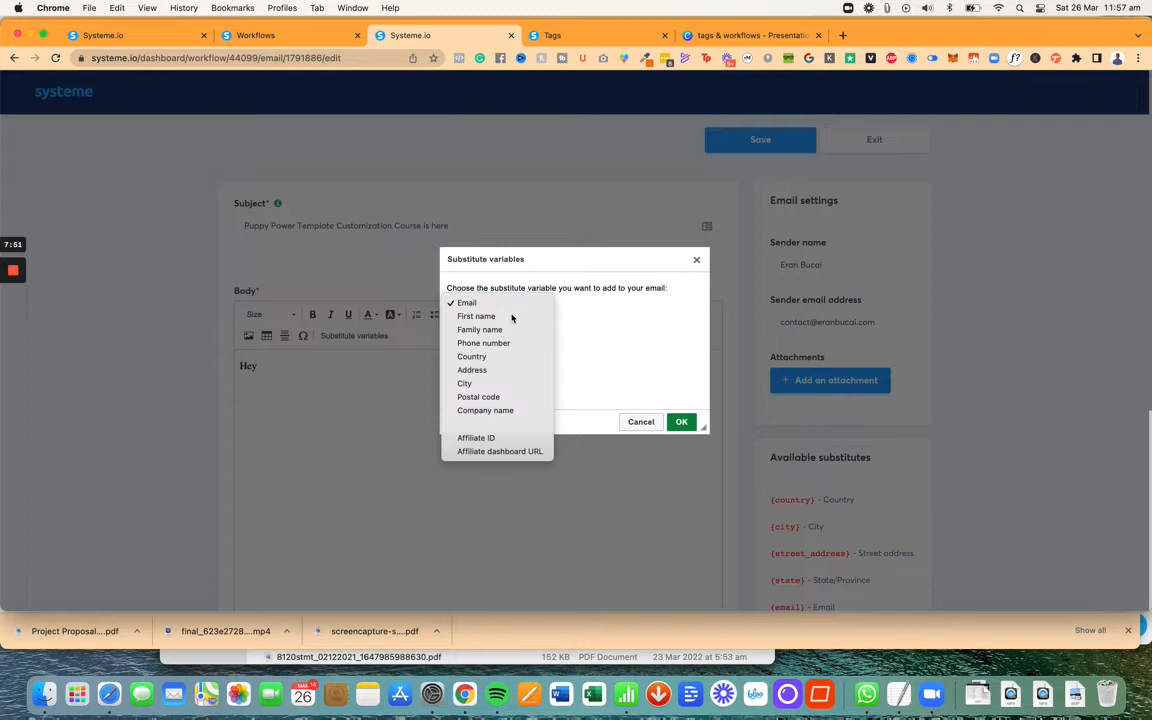 Chrome File Edit View History Bookmarks Profiles Tab Window Help Sat 26 Mar 11:57 am
Systeme.io Workflows Systeme.io Tags tags & workflows - Presentatio
systeme.io/dashboard/workflow/44099/email/1791886/edit
systeme
Save Exit
Subject*
Puppy Power Template Customization Course is here
Email settings
Sender name
Eran Bucai
Sender email address
contact@eranbucai.com
Attachments
+ Add an attachment
7:51
Substitute variables
Choose the substitute variable you want to add to your email:
Email
First name
Family name
Phone number
Country
Address
City
Postal code
Company name
Affiliate ID
Affiliate dashboard URL
Cancel OK
Body*
Size B I U A A
Substitute variables
Hey
Available substitutes
{country} - Country
{city} - City
{street_address} - Street address
{state} - State/Province
{email} - Email
Project Proposal....pdf final_623e2728....mp4 screencapture-s....pdf Show all
8120stmt_02122021_1647985988630.pdf 152 KB PDF Document 23 Mar 2022 at 5:53 am